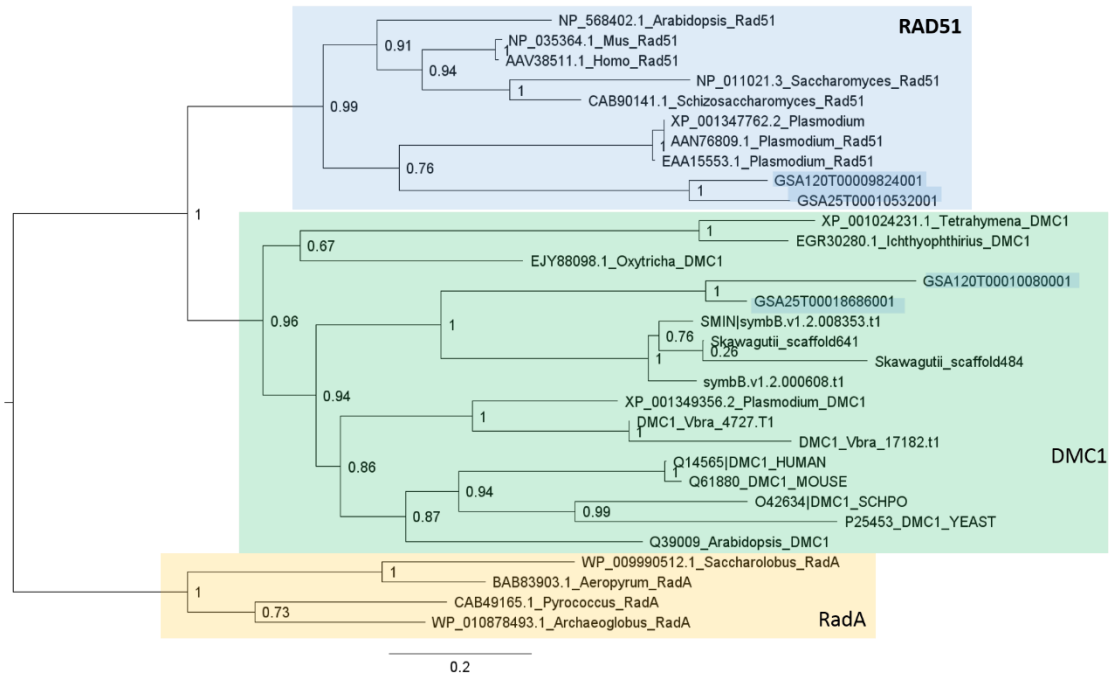 NP_568402.1_Arabidopsis_Rad51
RAD51
0.91
NP_035364.1_Mus_Rad51
1
AAV38511.1_Homo_Rad51
0.94
NP_011021.3_Saccharomyces_Rad51
1
CAB90141.1_Schizosaccharomyces_Rad51
0.99
XP_001347762.2_Plasmodium
1
AAN76809.1_Plasmodium_Rad51
EAA15553.1_Plasmodium_Rad51
0.76
GSA120T00009824001
1
GSA25T00010532001
1
XP_001024231.1_Tetrahymena_DMC1
1
EGR30280.1_Ichthyophthirius_DMC1
0.67
EJY88098.1_Oxytricha_DMC1
GSA120T00010080001
1
GSA25T00018686001
0.96
1
SMIN|symbB.v1.2.008353.t1
0.76
Skawagutii_scaffold641
0.26
1
Skawagutii_scaffold484
symbB.v1.2.000608.t1
0.94
XP_001349356.2_Plasmodium_DMC1
1
DMC1_Vbra_4727.T1
1
DMC1_Vbra_17182.t1
DMC1
0.86
Q14565|DMC1_HUMAN
1
Q61880_DMC1_MOUSE
0.94
O42634|DMC1_SCHPO
0.99
0.87
P25453_DMC1_YEAST
Q39009_Arabidopsis_DMC1
WP_009990512.1_Saccharolobus_RadA
1
BAB83903.1_Aeropyrum_RadA
1
CAB49165.1_Pyrococcus_RadA
0.73
WP_010878493.1_Archaeoglobus_RadA
RadA
0.2